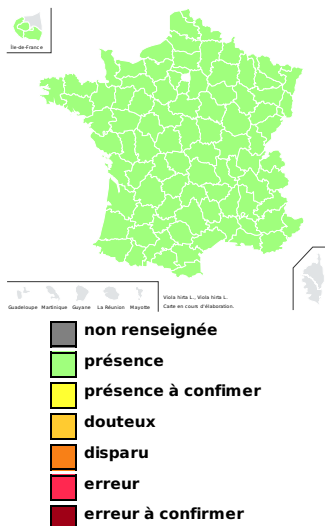 Île-de-France
Guadeloupe Martinique Guyane La Réunion Mayotte
Viola hirta L., Viola hirta L.
Carte en cours d'élaboration.
non renseignée
présence
présence à confimer
douteux
disparu
erreur
erreur à confirmer